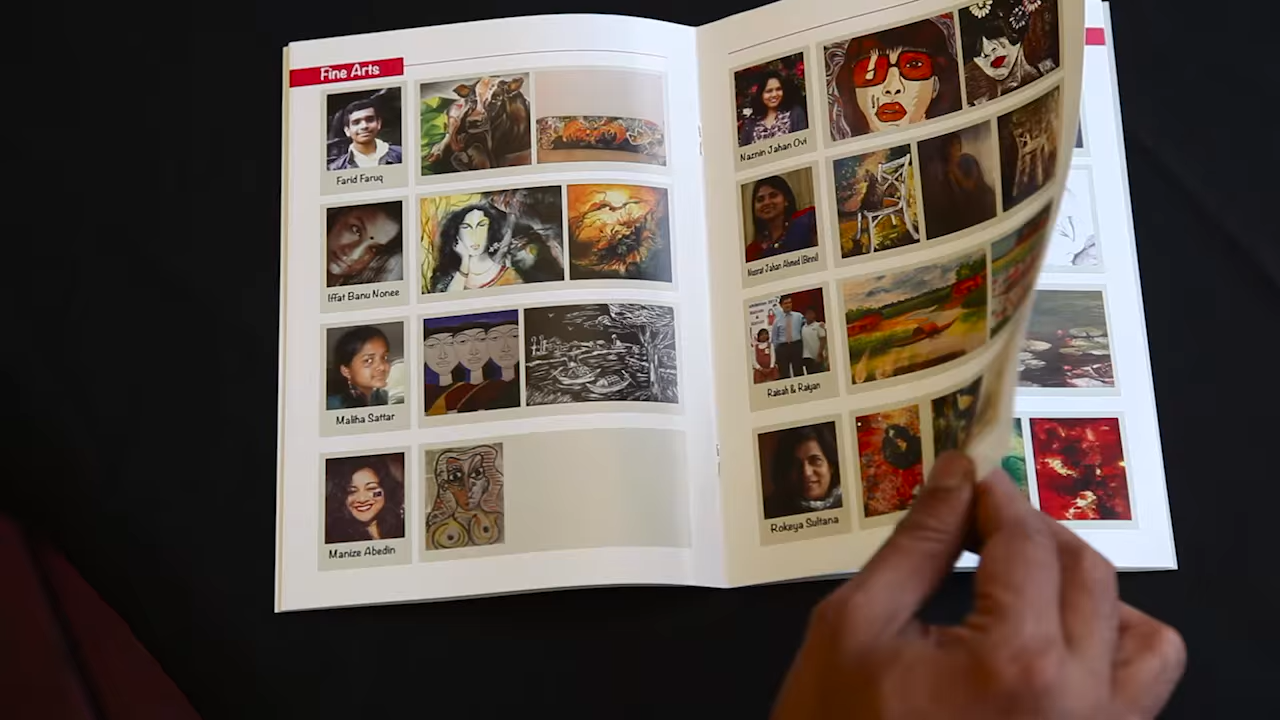 Fine Arts
Farid Faruq
Iffat Banu Nonee
Maliha Sattar
Manize Abedin
Naznin Jahan Ovi
Nusrat Jahan Ahmed (Binni)
Raisah & Raiyan
Rokeya Sultana